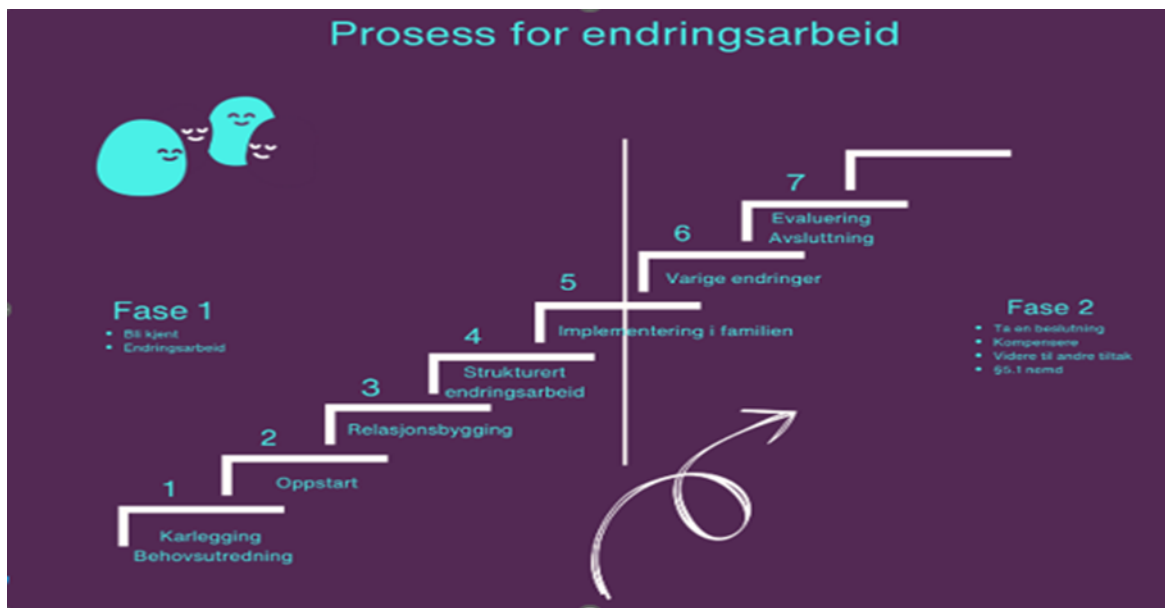 Prosess for endringsarbeid
7
Evaluering
Avsluttning
6
Varige endringer
5
Implementering i familien
4
Strukturert
endringsarbeid
3
Relasjonsbygging
2
Oppstart
1
Karlegging
Behovsutredning
Fase 1
Bli kjent
Endringsarbeid
Fase 2
Ta en beslutning
Kompensere
Videre til andre tiltak
§5.1 nemd